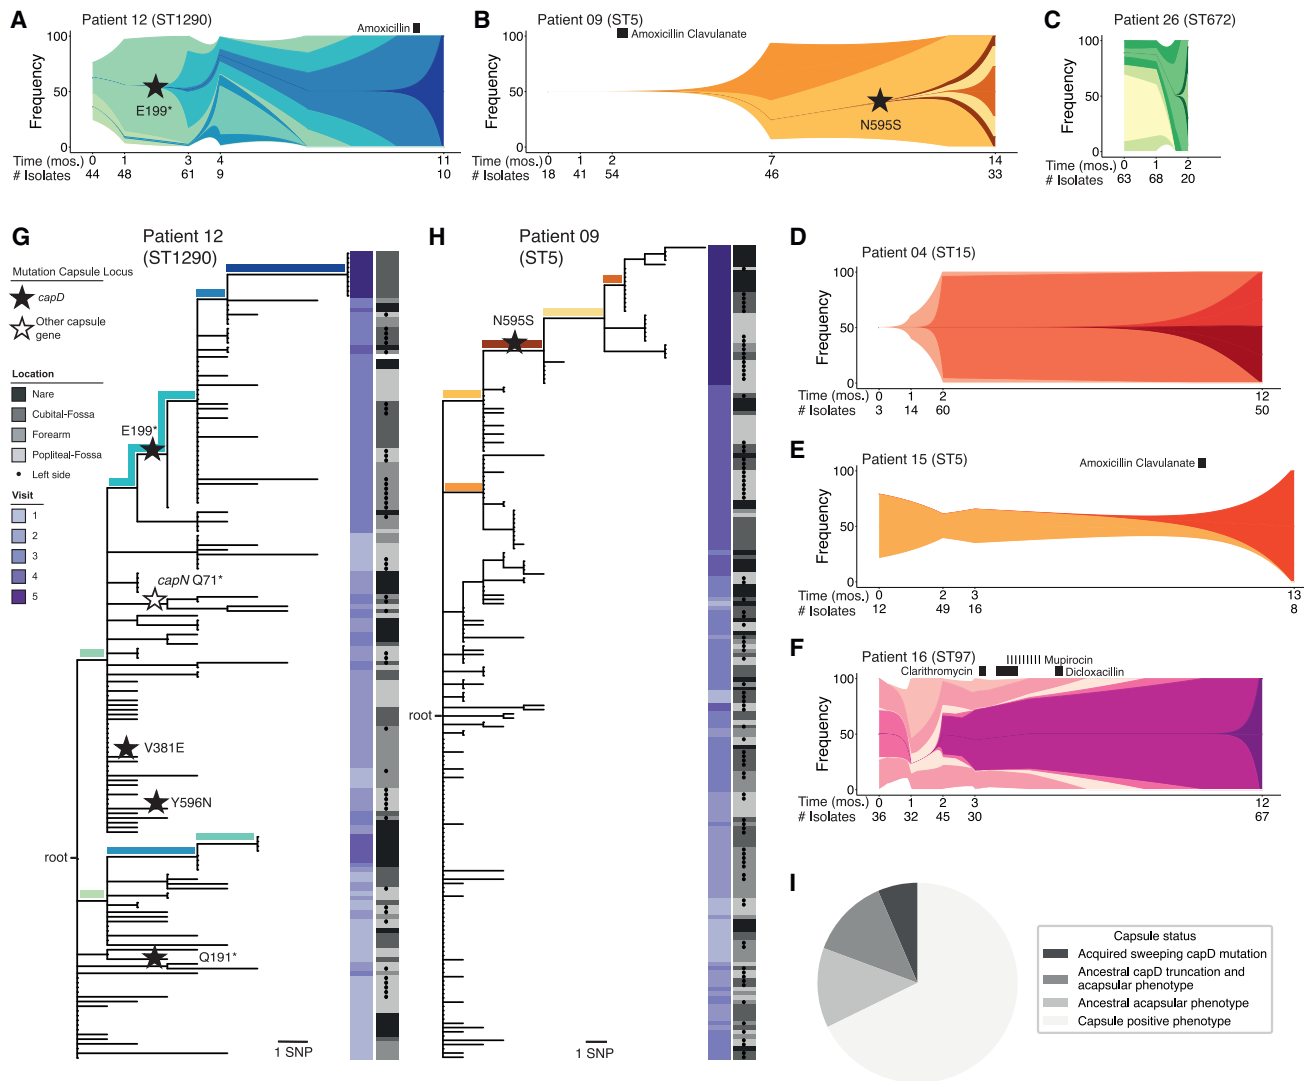 A
Patient 12 (ST1290)
Amoxicillin
Frequency
100
50
0
E199*
Time (mos.)
0 1 3 4 11
# Isolates
44 48 61 9 10
B
Patient 09 (ST5)
Amoxicillin Clavulanate
Frequency
100
50
0
N595S
Time (mos.)
0 1 2 7 14
# Isolates
18 41 54 46 33
C
Patient 26 (ST672)
Frequency
100
50
0
Time (mos.)
0 1 2
# Isolates
63 68 20
D
Patient 04 (ST15)
Frequency
100
50
0
Time (mos.)
0 1 2 12
# Isolates
3 14 60 50
E
Patient 15 (ST5)
Amoxicillin Clavulanate
Frequency
100
50
0
Time (mos.)
0 2 3 13
# Isolates
12 49 16 8
F
Patient 16 (ST97)
Mupirocin
Clarithromycin
Dicloxacillin
Frequency
100
50
0
Time (mos.)
0 1 2 3 12
# Isolates
36 32 45 30 67
G
Patient 12
(ST1290)
Mutation Capsule Locus
capD
Other capsule
gene
Location
Nare
Cubital-Fossa
Forearm
Popliteal-Fossa
Left side
Visit
1
2
3
4
5
E199*
capN Q71*
V381E
Y596N
root
Q191*
1 SNP
H
Patient 09
(ST5)
N595S
root
1 SNP
I
Capsule status
Acquired sweeping capD mutation
Ancestral capD truncation and
acapsular phenotype
Ancestral acapsular phenotype
Capsule positive phenotype